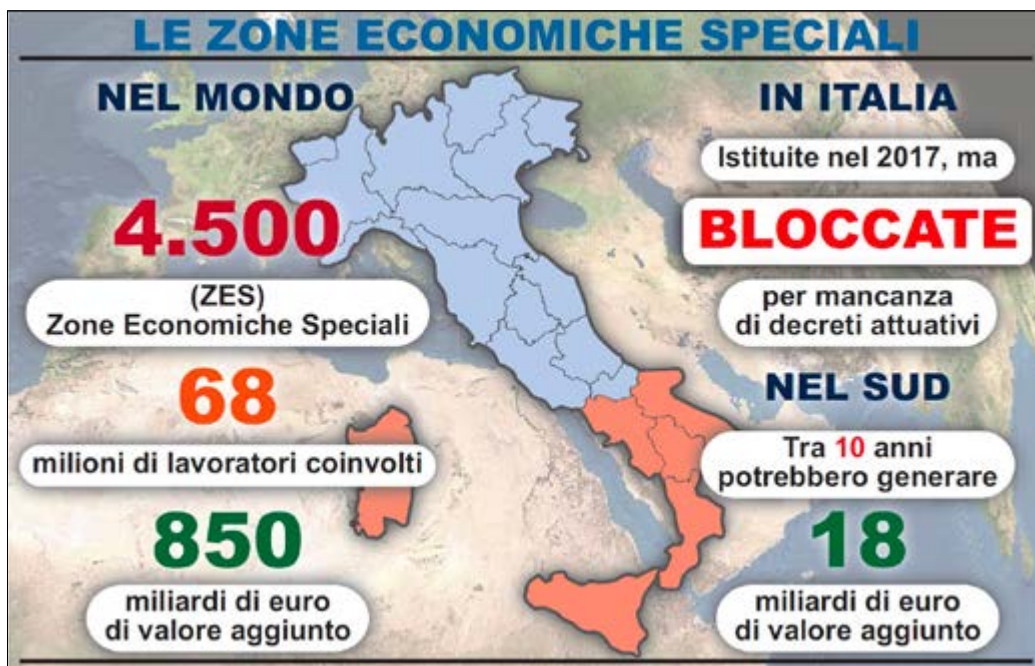 LE ZONE ECONOMICHE SPECIALI
NEL MONDO
4.500
(ZES)
Zone Economiche Speciali
68
milioni di lavoratori coinvolti
850
miliardi di euro
di valore aggiunto
IN ITALIA
Istituite nel 2017, ma
BLOCCATE
per mancanza
di decreti attuativi
NEL SUD
Tra 10 anni
potrebbero generare
18
miliardi di euro
di valore aggiunto